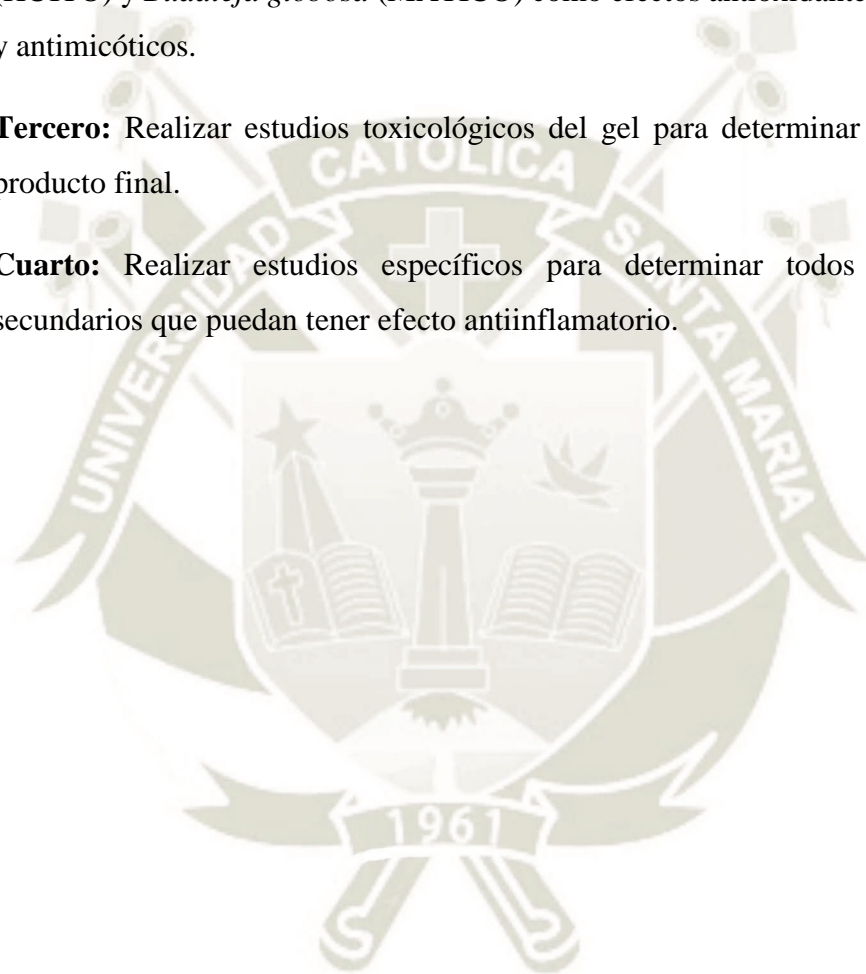 y antimicóticos.
Tercero: Realizar estudios toxicológicos del gel para determinar
producto final.
Cuarto: Realizar estudios específicos para determinar todos
secundarios que puedan tener efecto antiinflamatorio.
UNIVERSIDAD CATOLICA SANTA MARIA
1961